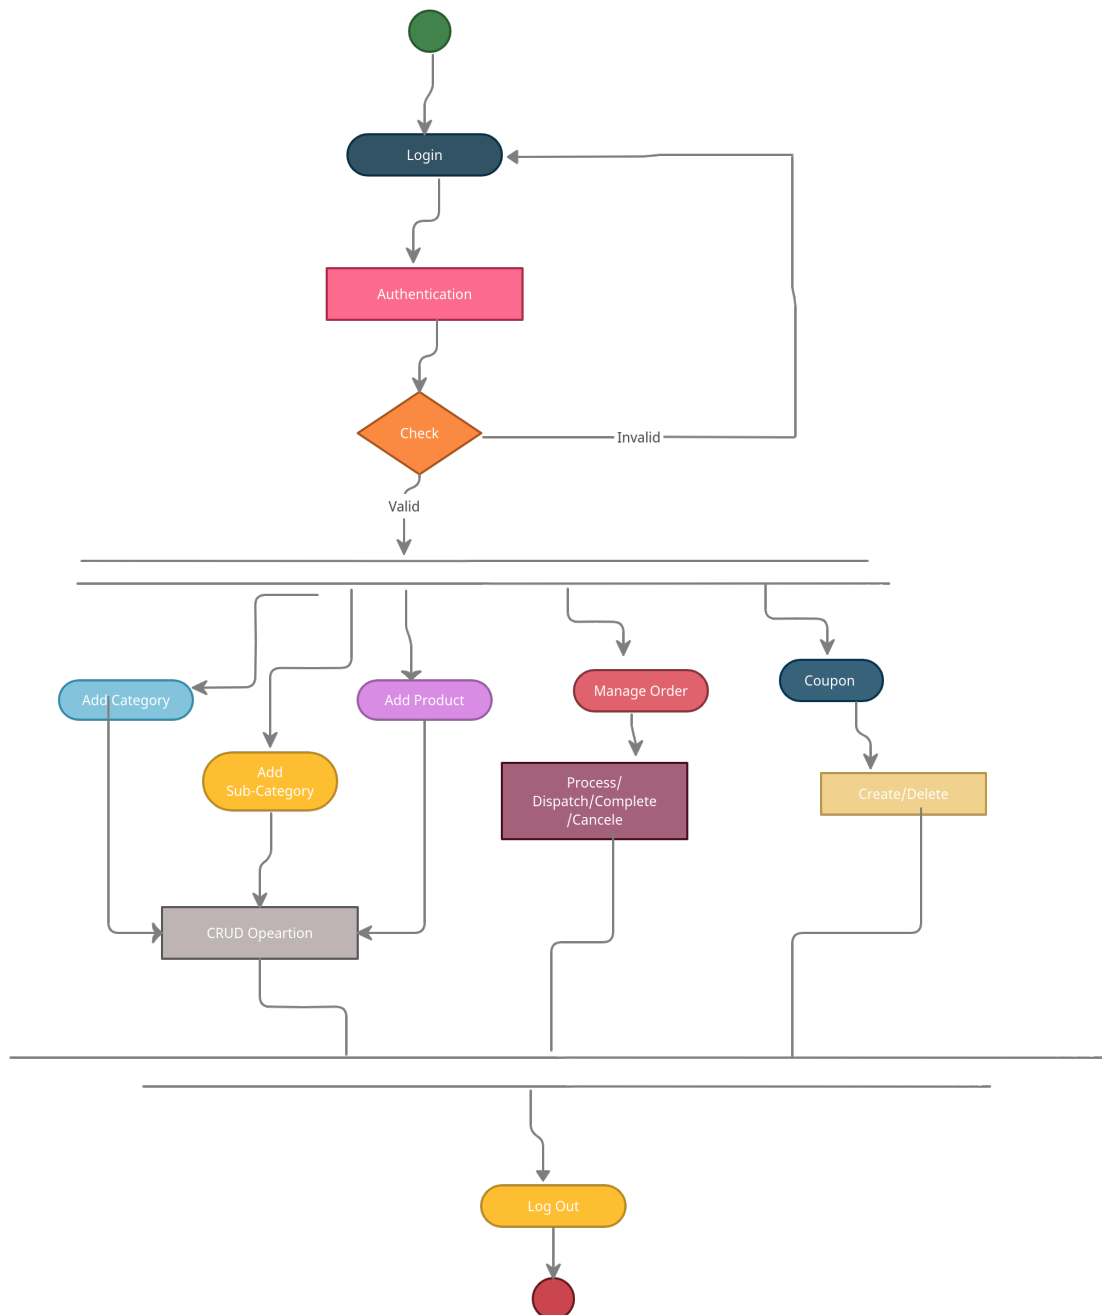 Login
Authentication
Check
Invalid
Valid
Add Category
Add Product
Manage Order
Coupon
Add
Sub-Category
Process/
Dispatch/Complete
/Cancele
Create/Delete
CRUD Opeartion
Log Out